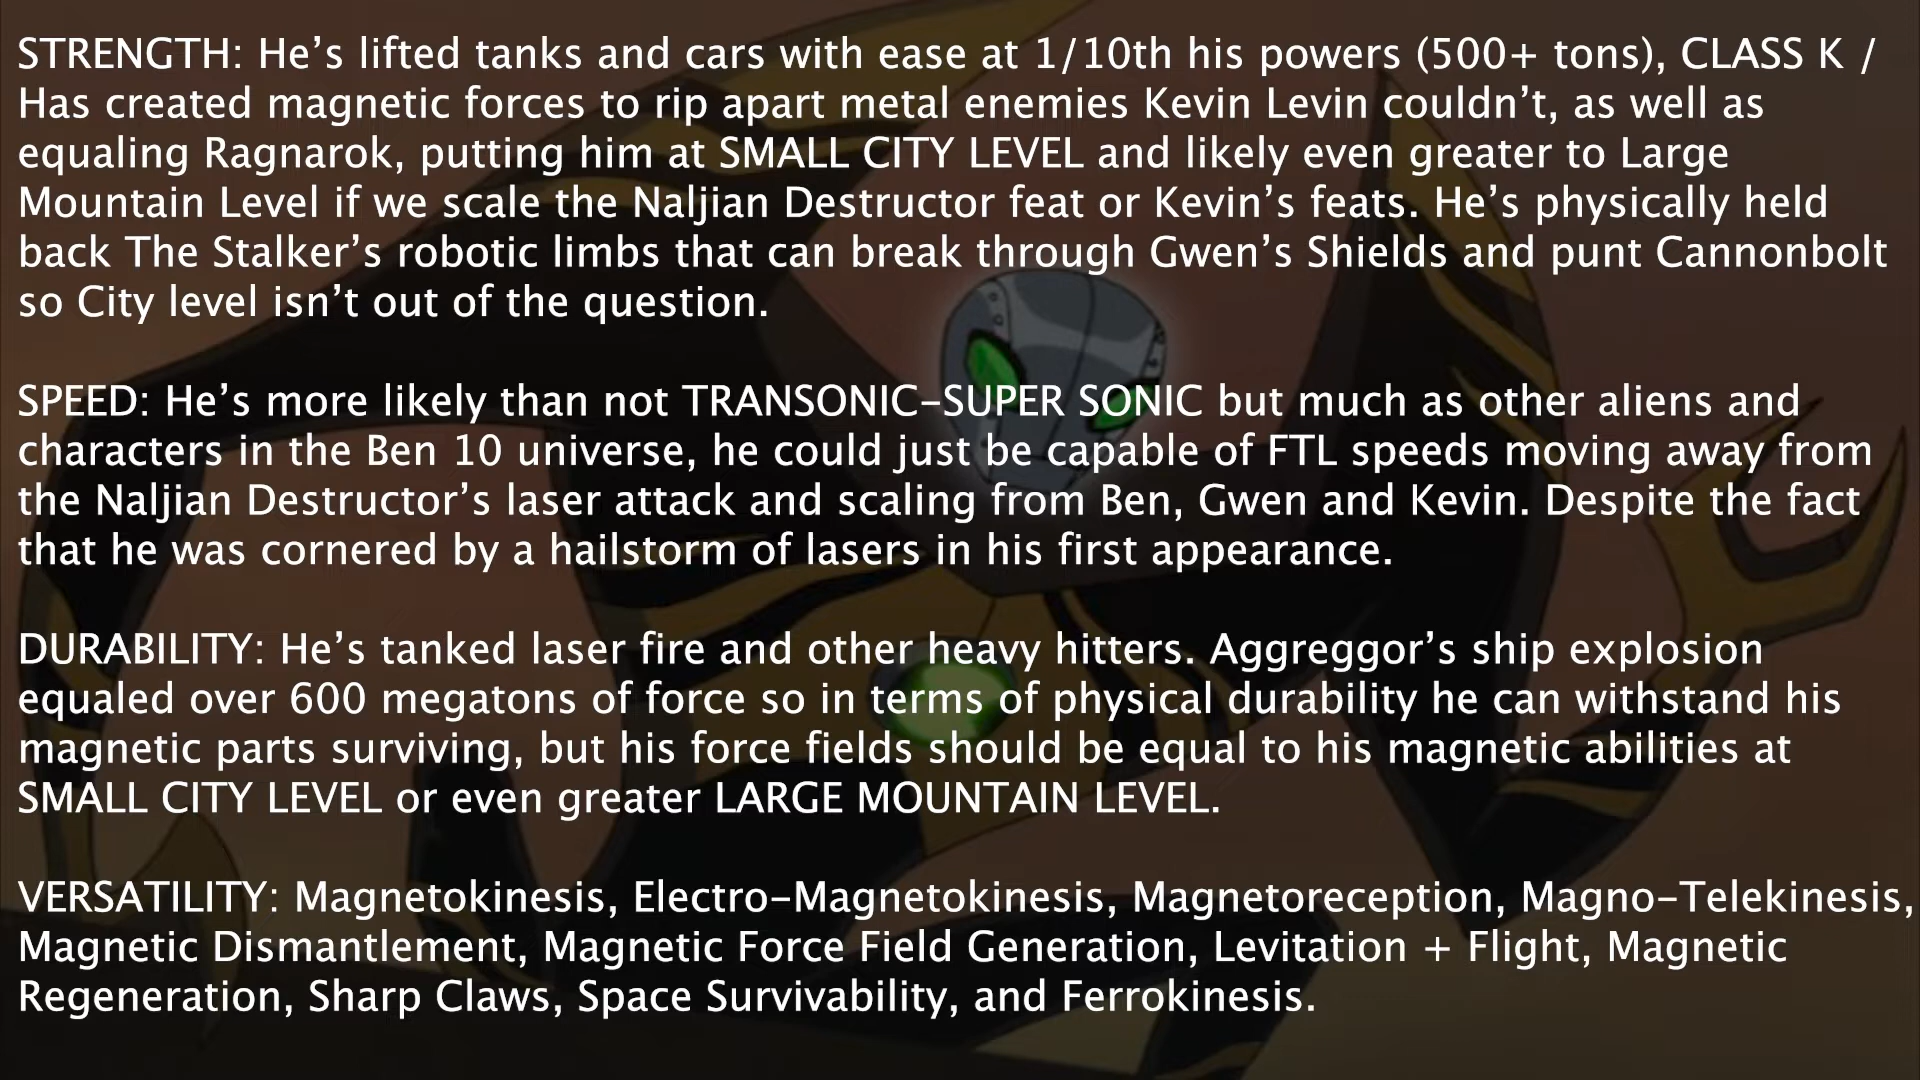 STRENGTH: He’s lifted tanks and cars with ease at 1/10th his powers (500+ tons), CLASS K /
Has created magnetic forces to rip apart metal enemies Kevin Levin couldn’t, as well as
equaling Ragnarok, putting him at SMALL CITY LEVEL and likely even greater to Large
Mountain Level if we scale the Naljian Destructor feat or Kevin’s feats. He’s physically held
back The Stalker’s robotic limbs that can break through Gwen’s Shields and punt Cannonbolt
so City level isn’t out of the question.
SPEED: He’s more likely than not TRANSONIC-SUPER SONIC but much as other aliens and
characters in the Ben 10 universe, he could just be capable of FTL speeds moving away from
the Naljian Destructor’s laser attack and scaling from Ben, Gwen and Kevin. Despite the fact
that he was cornered by a hailstorm of lasers in his first appearance.
DURABILITY: He’s tanked laser fire and other heavy hitters. Aggreggor’s ship explosion
equaled over 600 megatons of force so in terms of physical durability he can withstand his
magnetic parts surviving, but his force fields should be equal to his magnetic abilities at
SMALL CITY LEVEL or even greater LARGE MOUNTAIN LEVEL.
VERSATILITY: Magnetokinesis, Electro-Magnetokinesis, Magnetoreception, Magno-Telekinesis,
Magnetic Dismantlement, Magnetic Force Field Generation, Levitation + Flight, Magnetic
Regeneration, Sharp Claws, Space Survivability, and Ferrokinesis.